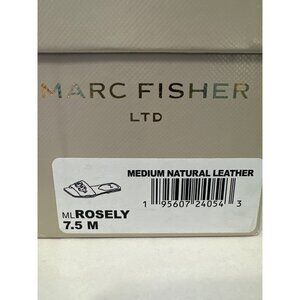 MARC FISHER
LTD
MEDIUM NATURAL LEATHER
1 95607 24054 3
MLROSELY
7.5 M